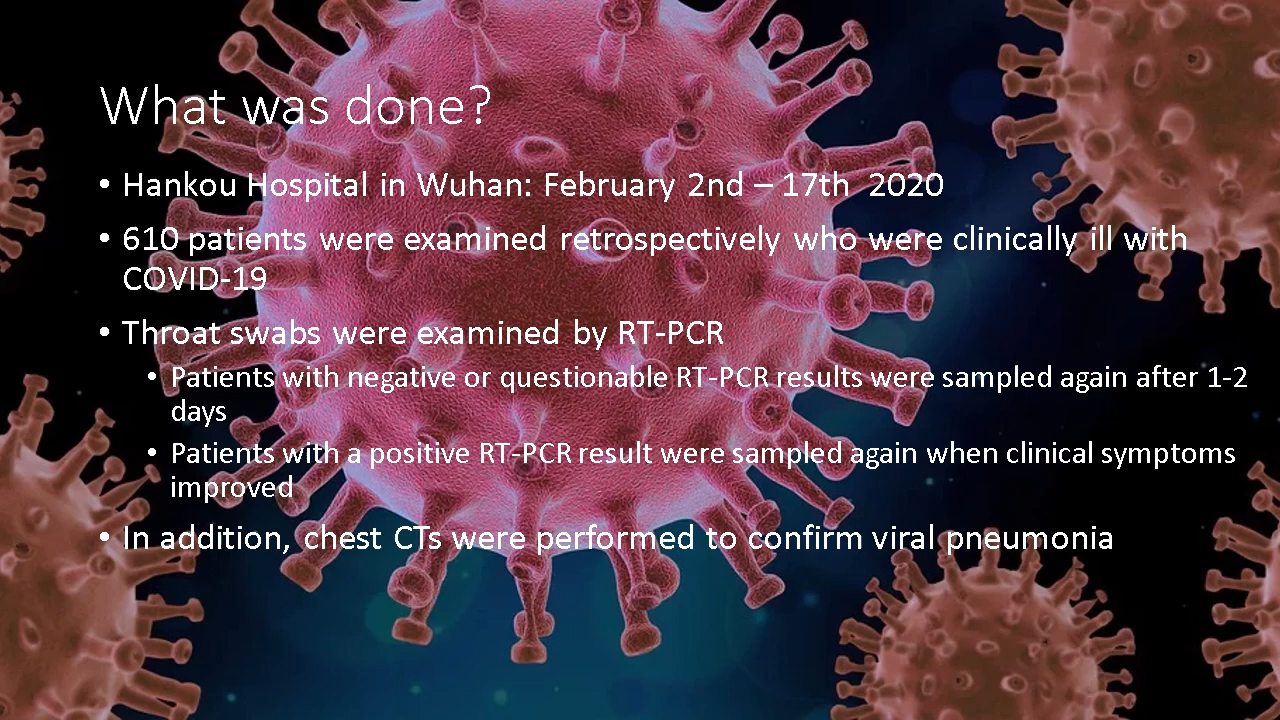 What was done?
• Hankou Hospital in Wuhan: February 2nd – 17th  2020
• 610 patients were examined retrospectively who were clinically ill with
COVID-19
• Throat swabs were examined by RT-PCR
• Patients with negative or questionable RT-PCR results were sampled again after 1-2
days
• Patients with a positive RT-PCR result were sampled again when clinical symptoms
improved
• In addition, chest CTs were performed to confirm viral pneumonia